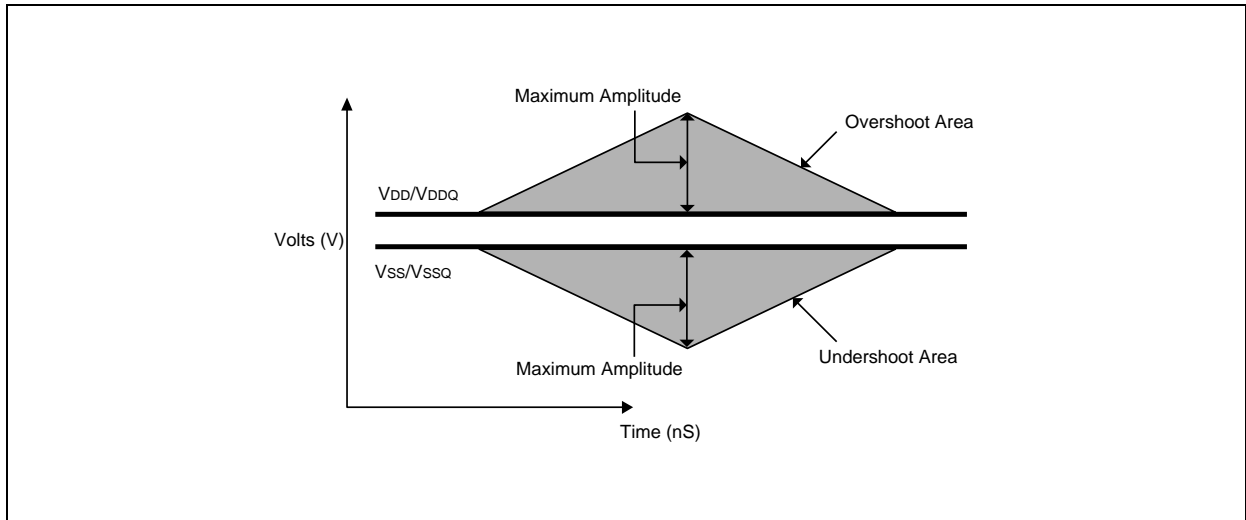 Maximum Amplitude
Overshoot Area
VDD/VDDQ
Volts (V)
VSS/VSSQ
Undershoot Area
Maximum Amplitude
Time (nS)